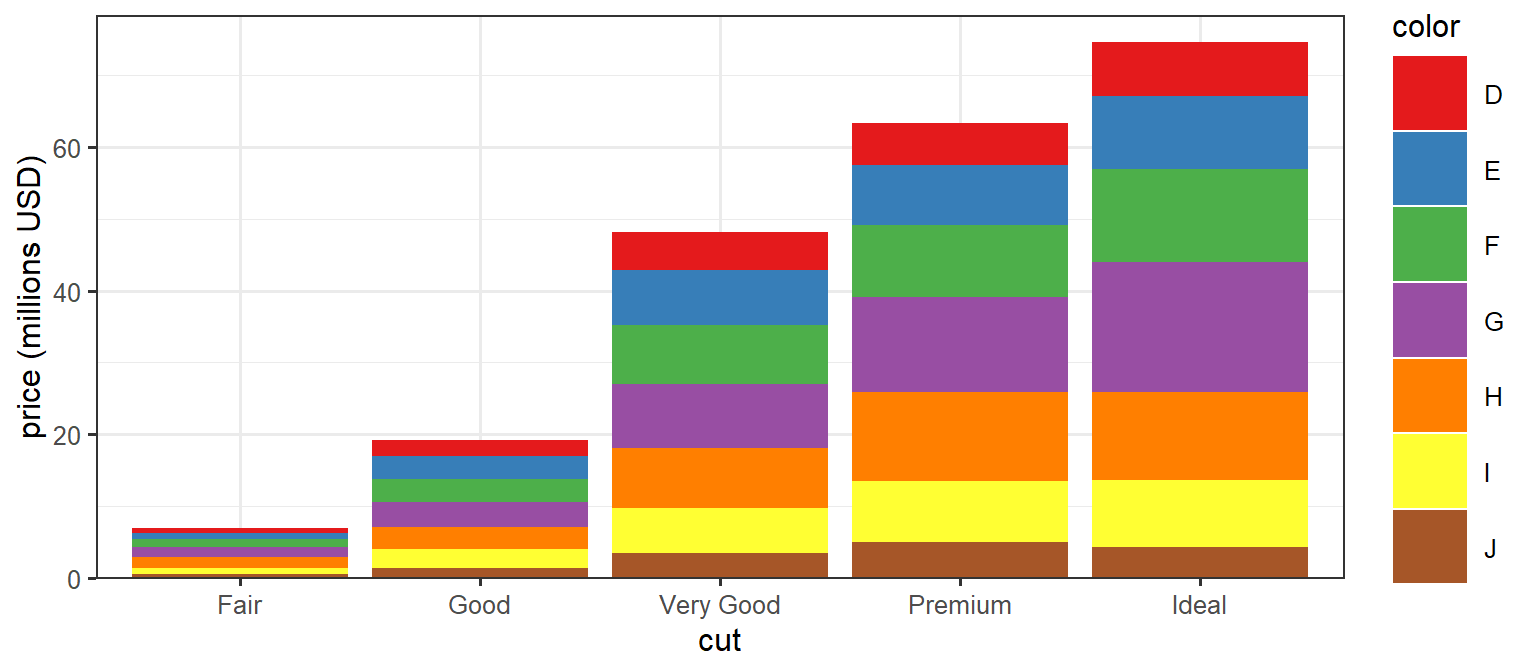 price (millions USD)
60
40
20
0
Fair
Good
Very Good
Premium
Ideal
cut
color
D
E
F
G
H
I
J